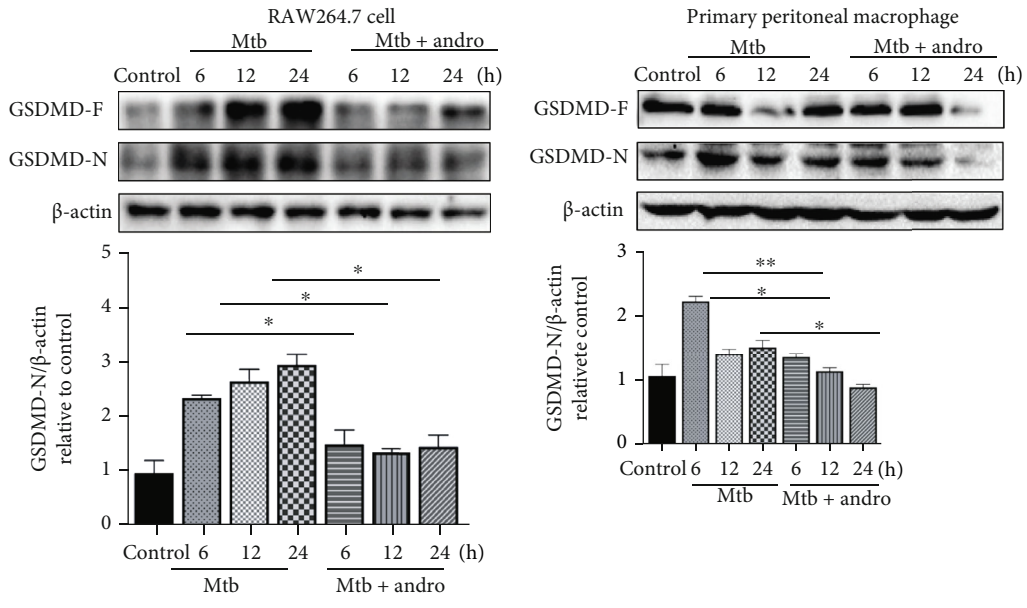 RAW264.7 cell
Mtb Mtb + andro
Control 6 12 24 6 12 24 (h)
GSDMD-F
GSDMD-N
β-actin
5
4
3
2
1
0
GSDMD-N/β-actin
relative to control
*
*
*
Control 6 12 24 6 12 24 (h)
Mtb Mtb + andro
Primary peritoneal macrophage
Mtb Mtb + andro
Control 6 12 24 6 12 24 (h)
GSDMD-F
GSDMD-N
β-actin
3
2
1
0
GSDMD-N/β-actin
relativete control
**
*
*
Control 6 12 24 6 12 24 (h)
Mtb Mtb + andro